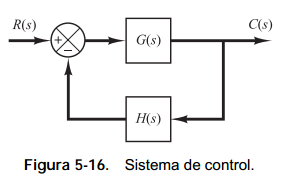 R(s) C(s)
+
−
G(s)
H(s)
Figura 5-16. Sistema de control.